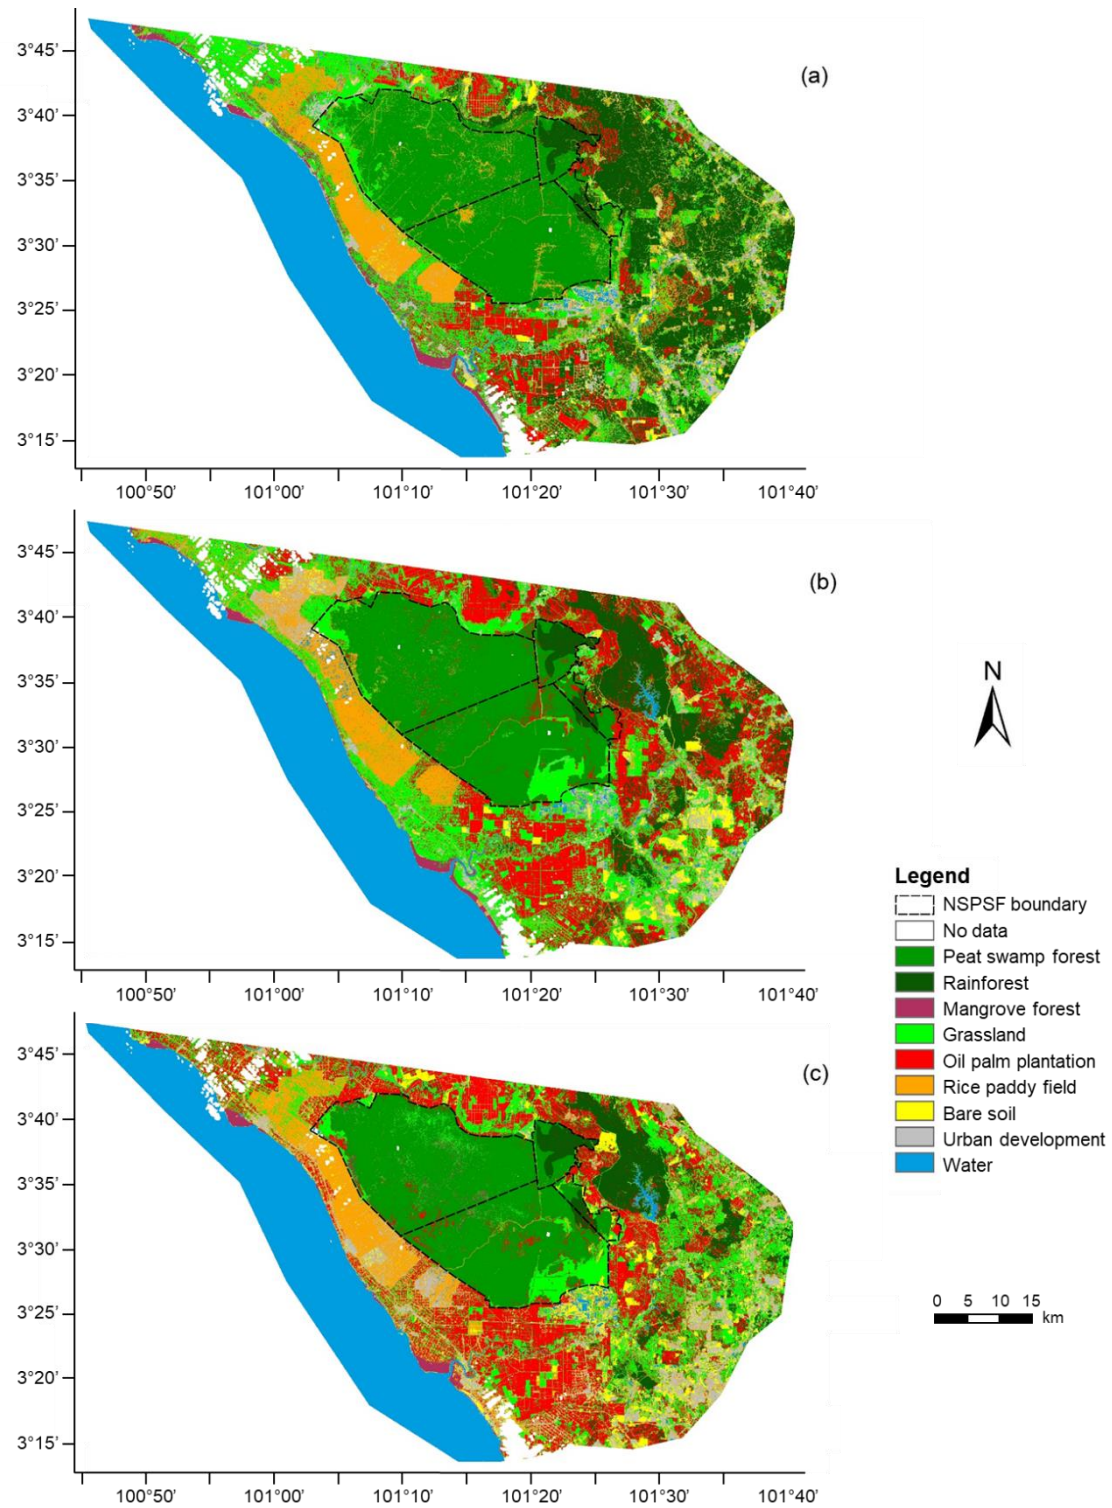 (a)
3°45'
3°40'
3°35'
3°30'
3°25'
3°20'
3°15'
100°50' 101°00' 101°10' 101°20' 101°30' 101°40'
(b)
3°45'
3°40'
3°35'
3°30'
3°25'
3°20'
3°15'
100°50' 101°00' 101°10' 101°20' 101°30' 101°40'
N
Legend
NSPSF boundary
No data
Peat swamp forest
Rainforest
Mangrove forest
Grassland
Oil palm plantation
Rice paddy field
Bare soil
Urban development
Water
(c)
3°45'
3°40'
3°35'
3°30'
3°25'
3°20'
3°15'
100°50' 101°00' 101°10' 101°20' 101°30' 101°40'
0 5 10 15
km